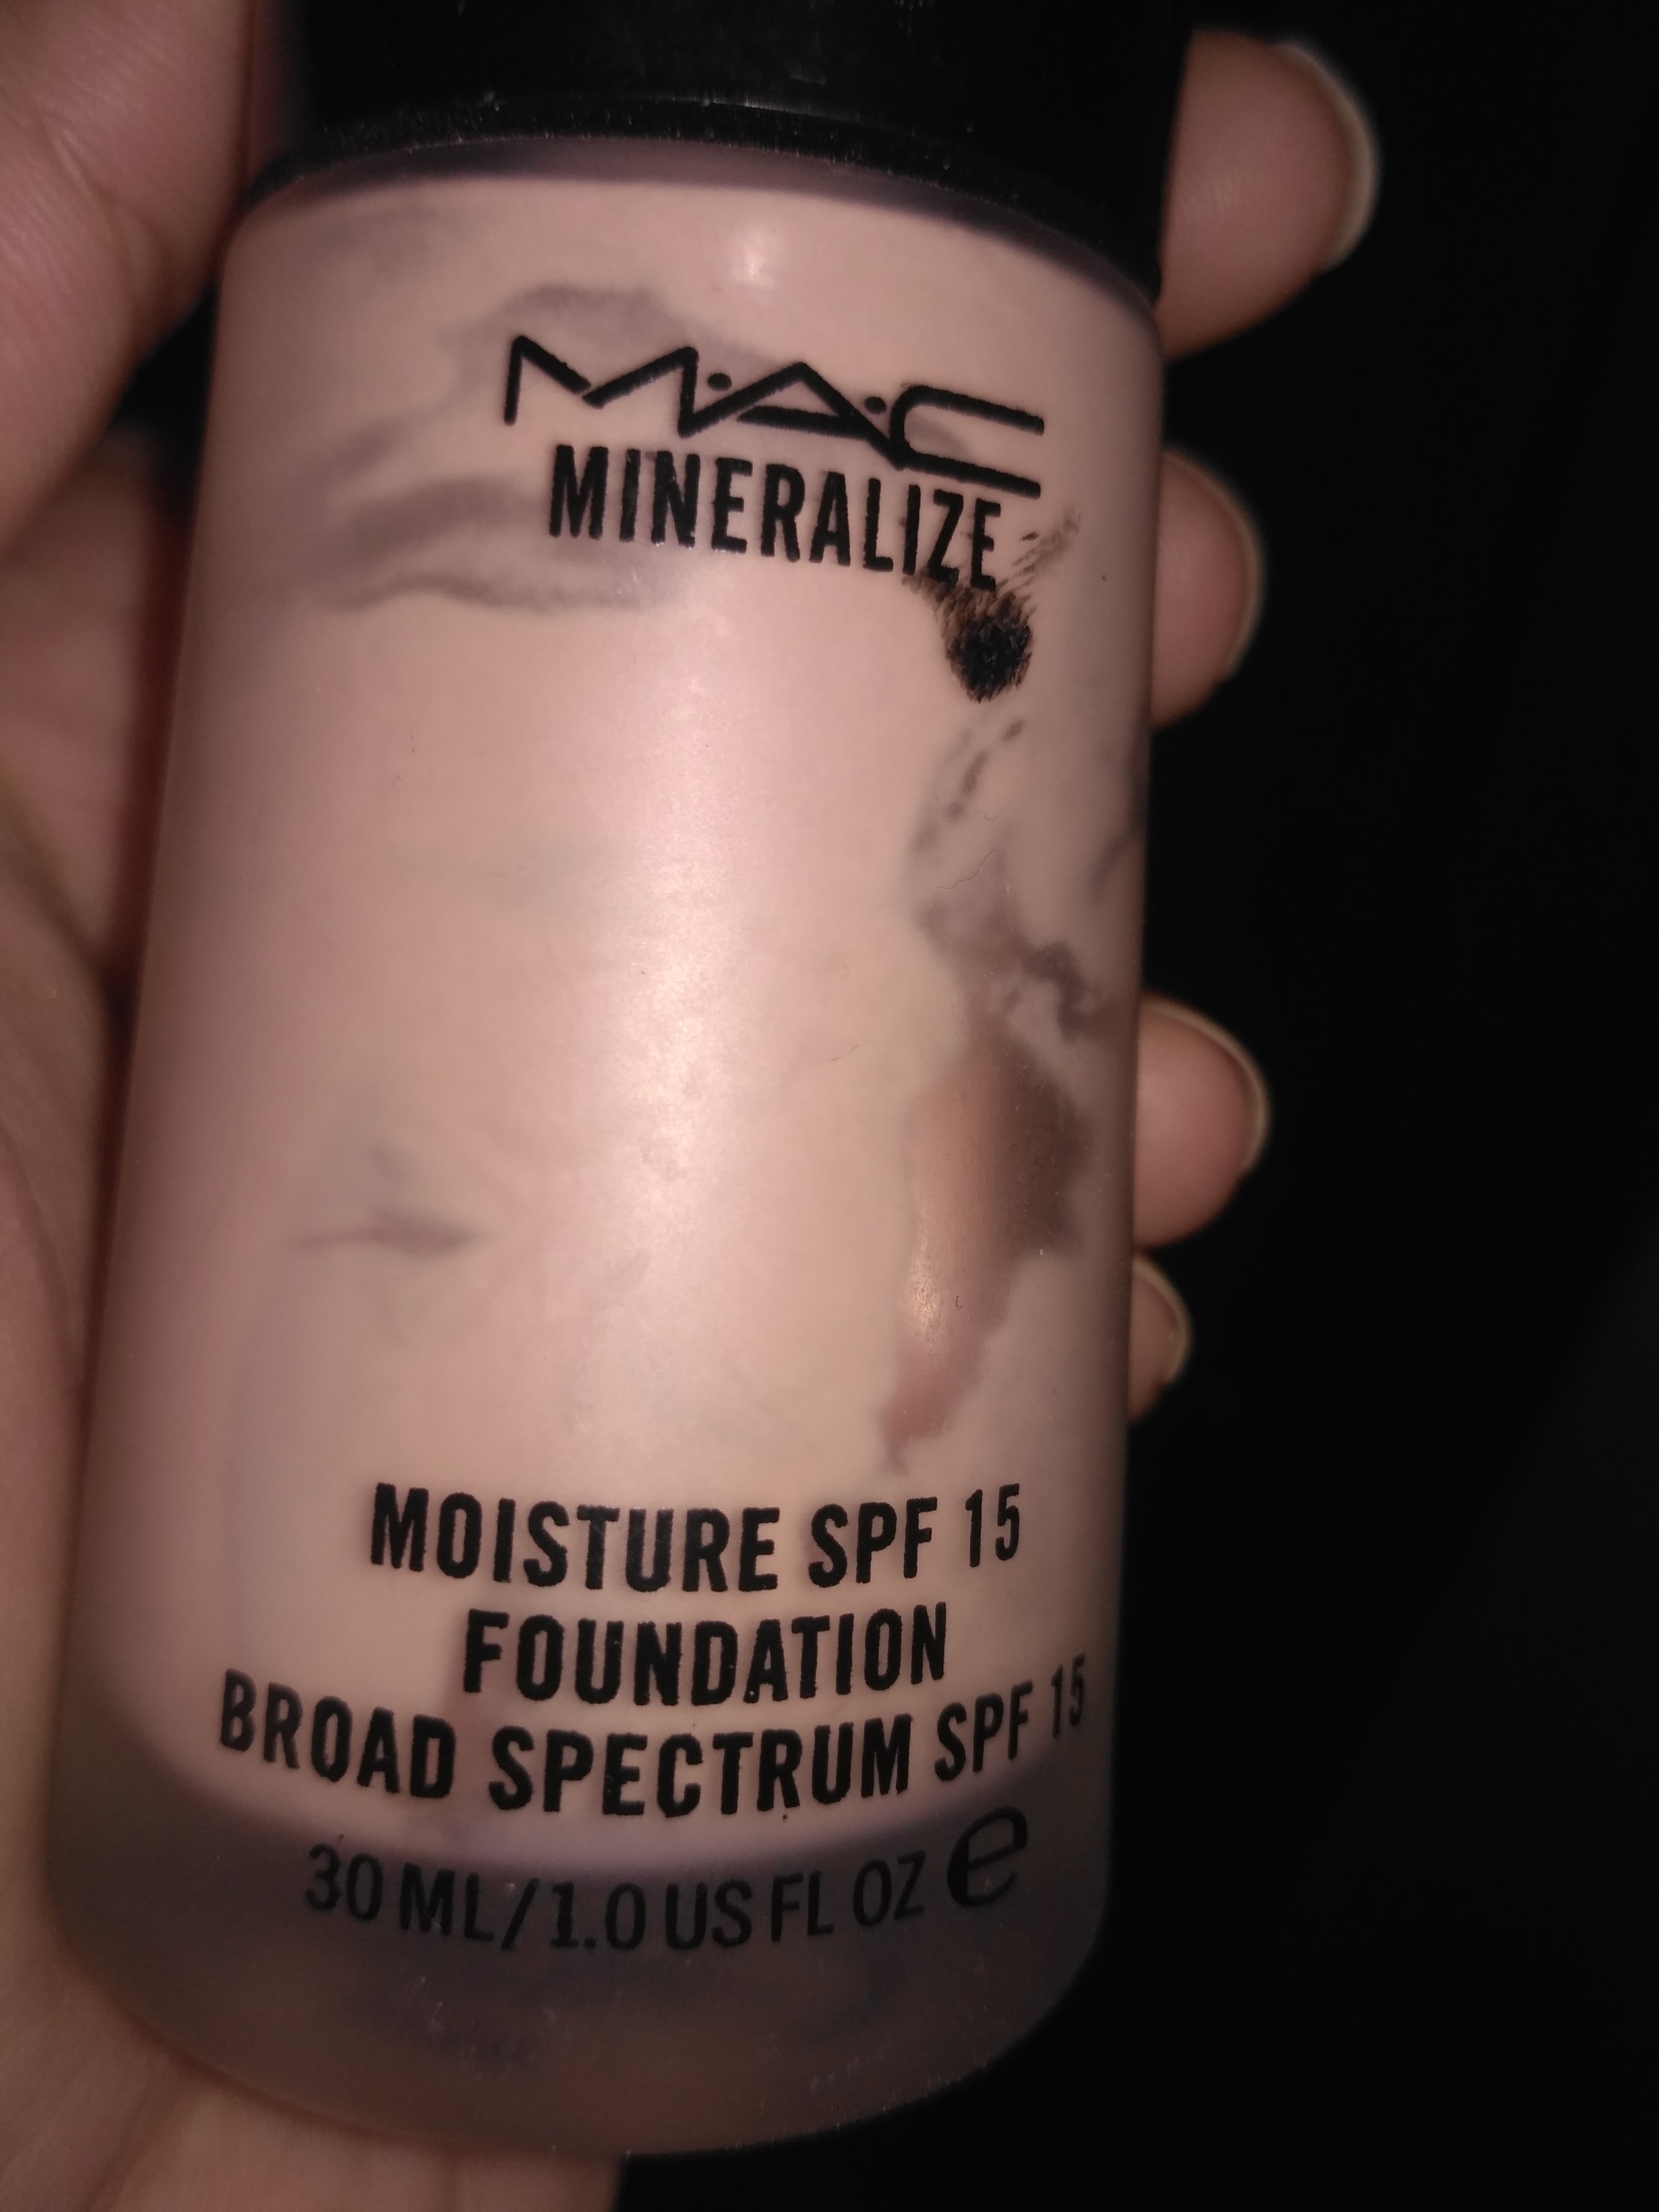 M·A·C
MINERALIZE
MOISTURE SPF 15
FOUNDATION
BROAD SPECTRUM SPF 15
30 ML/1.0 US FL OZ e